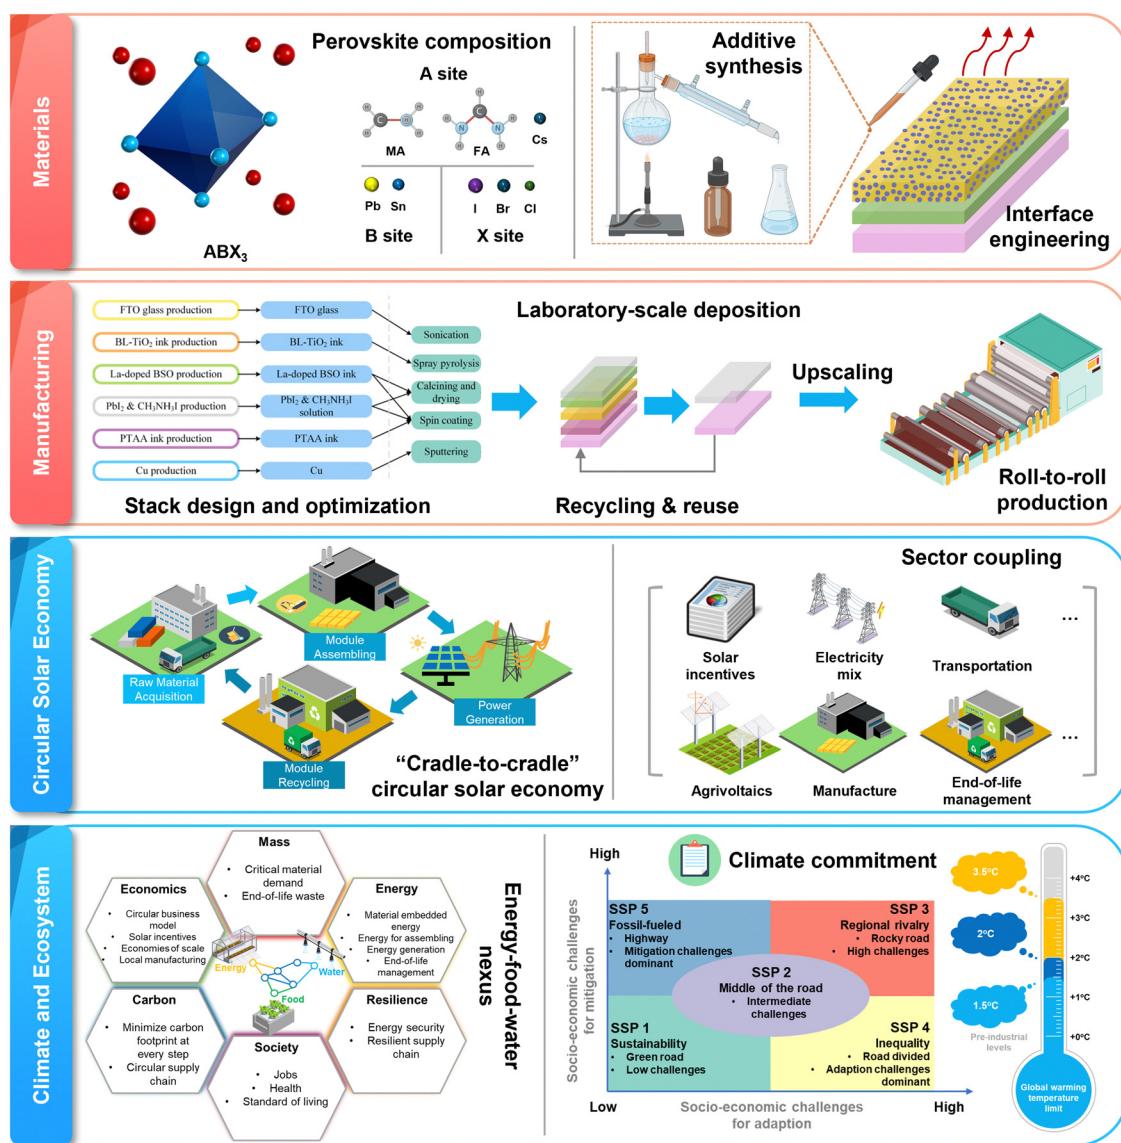 Materials
Perovskite composition
A site
H
H
H
C
N
H
H
H
MA
H
C
H
N
N
H
H
H
FA
Cs
Pb Sn
B site
I Br Cl
X site
ABX3
Additive
synthesis
Interface
engineering
Manufacturing
FTO glass production
FTO glass
BL-TiO2 ink production
BL-TiO2 ink
La-doped BSO production
La-doped BSO ink
PbI2 & CH3NH3I production
PbI2 & CH3NH3I
solution
PTAA ink production
PTAA ink
Cu production
Cu
Sonication
Spray pyrolysis
Calcining and
drying
Spin coating
Sputtering
Stack design and optimization
Laboratory-scale deposition
Recycling & reuse
Upscaling
Roll-to-roll
production
Circular Solar Economy
Raw Material
Acquisition
Module
Assembling
Power
Generation
Module
Recycling
“Cradle-to-cradle”
circular solar economy
Sector coupling
Solar
incentives
Electricity
mix
Transportation
...
Agrivoltaics
Manufacture
End-of-life
management
...
Climate and Ecosystem
Mass
• Critical material
demand
• End-of-life waste
Economics
• Circular business
model
• Solar incentives
• Economies of scale
• Local manufacturing
Energy
• Material embedded
energy
• Energy for assembling
• Energy generation
• End-of-life
management
Energy
Water
Food
Carbon
• Minimize carbon
footprint at
every step
• Circular supply
chain
Resilience
• Energy security
• Resilient supply
chain
Society
• Jobs
• Health
• Standard of living
Energy-food-water
nexus
Climate commitment
High
Socio-economic challenges
for mitigation
SSP 5
Fossil-fueled
• Highway
• Mitigation challenges
dominant
SSP 3
Regional rivalry
• Rocky road
• High challenges
SSP 2
Middle of the road
• Intermediate
challenges
SSP 1
Sustainability
• Green road
• Low challenges
SSP 4
Inequality
• Road divided
• Adaption challenges
dominant
Low
Socio-economic challenges
for adaption
High
3.5ºC
2ºC
1.5ºC
Pre-industrial
levels
+4ºC
+3ºC
+2ºC
+1ºC
+0ºC
Global warming
temperature
limit